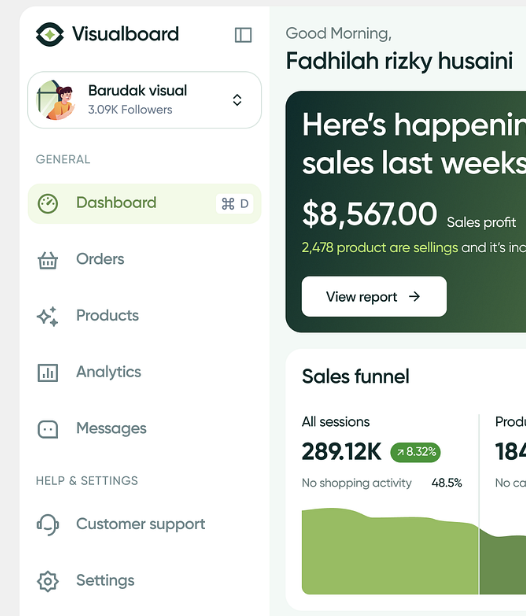 Visualboard
Barudak visual
3.09K Followers
GENERAL
Dashboard ⌘ D
Orders
Products
Analytics
Messages
HELP & SETTINGS
Customer support
Settings
Good Morning,
Fadhilah rizky husaini
Here's happenin
sales last weeks
$8,567.00 Sales profit
2,478 product are sellings and it's inc
View report →
Sales funnel
All sessions
289.12K ↗ 8.32%
No shopping activity 48.5%
Produ
184
No ca